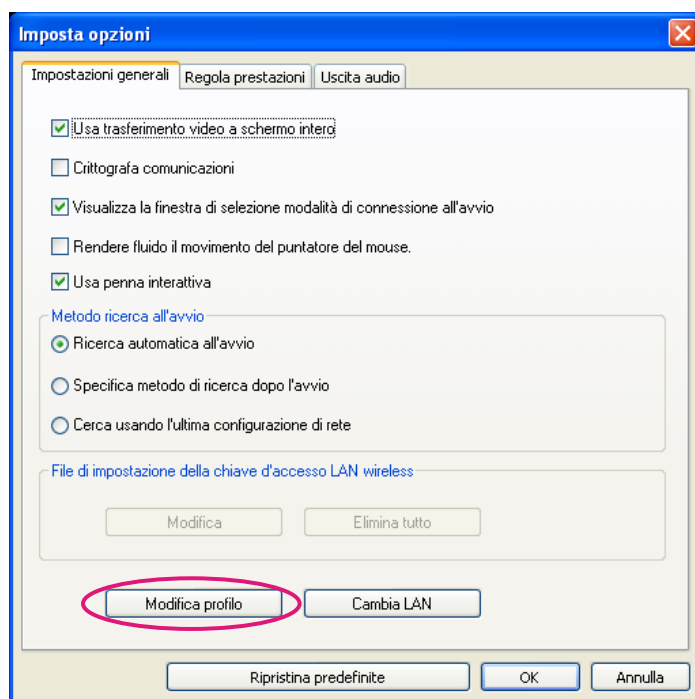 Imposta opzioni
Impostazioni generali Regola prestazioni Uscita audio
Usa trasferimento video a schermo intero
Crittografa comunicazioni
Visualizza la finestra di selezione modalità di connessione all'avvio
Rendere fluido il movimento del puntatore del mouse.
Usa penna interattiva
Metodo ricerca all'avvio
Ricerca automatica all'avvio
Specifica metodo di ricerca dopo l'avvio
Cerca usando l'ultima configurazione di rete
File di impostazione della chiave d'accesso LAN wireless
Modifica Elimina tutto
Modifica profilo Cambia LAN
Ripristina predefinite OK Annulla